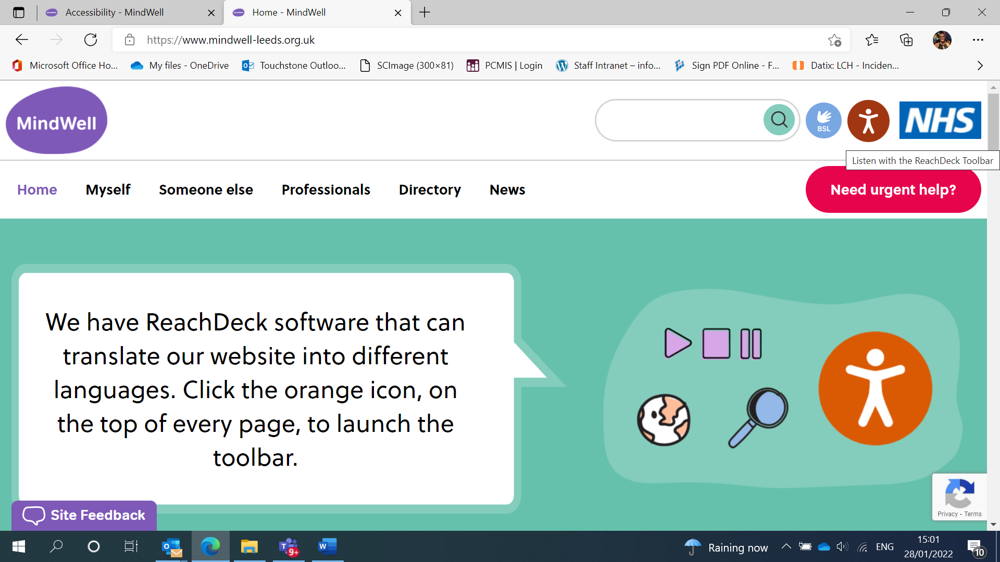 Accessibility - MindWell
Home - MindWell
https://www.mindwell-leeds.org.uk
Microsoft Office Ho...
My files - OneDrive
Touchstone Outloo...
SCImage (300×81)
PCMIS | Login
Staff Intranet – info...
Sign PDF Online - F...
Datix: LCH - Inciden...
MindWell
BSL
NHS
Listen with the ReachDeck Toolbar
Home
Myself
Someone else
Professionals
Directory
News
Need urgent help?
We have ReachDeck software that can
translate our website into different
languages. Click the orange icon, on
the top of every page, to launch the
toolbar.
Privacy - Terms
Site Feedback
9+
Raining now
ENG
15:01
28/01/2022
10